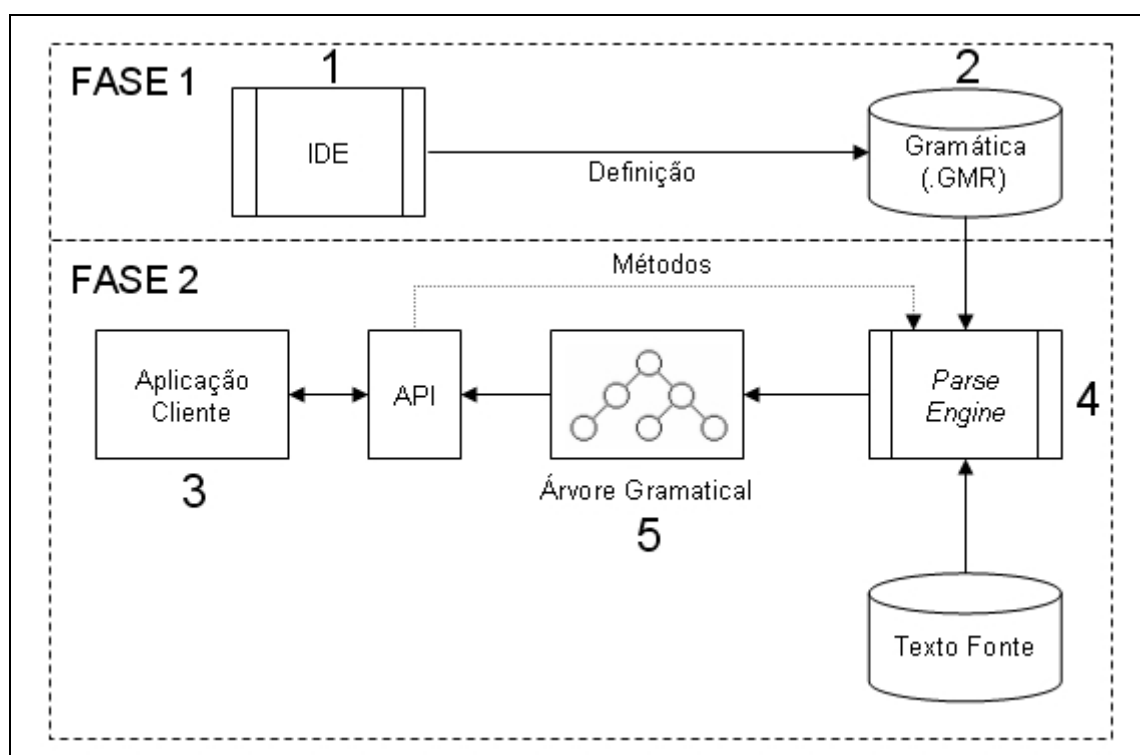 FASE 1
1
2
IDE
Definição
Gramática
(.GMR)
FASE 2
Métodos
Aplicação
Cliente
API
Parse
Engine
4
3
Árvore Gramatical
5
Texto Fonte